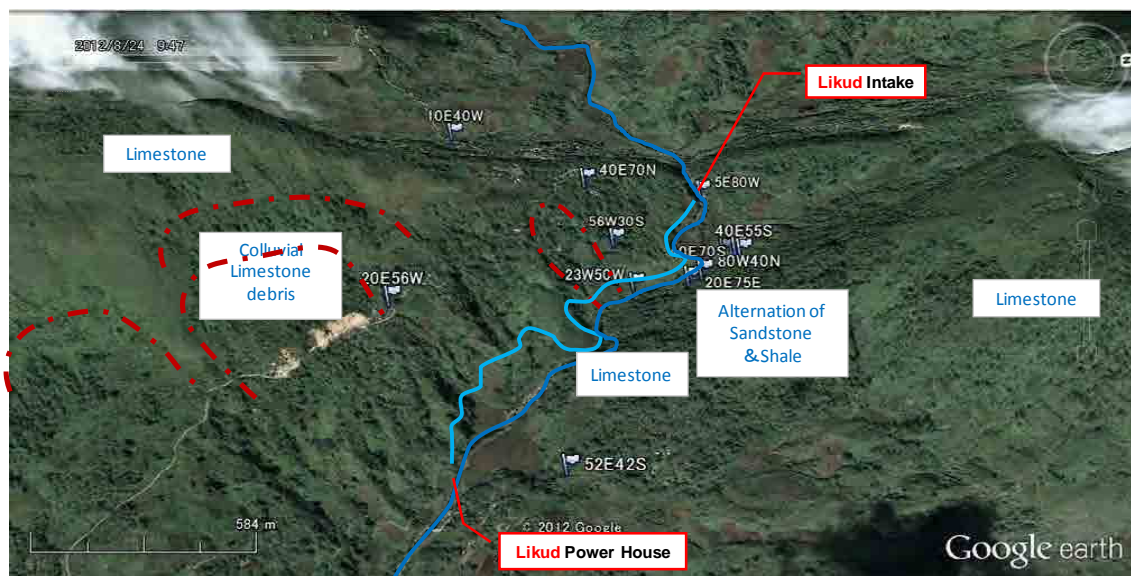 2012/8/24 9:47
Likud Intake
10E40W
Limestone
40E70N
5E80W
56W30S
40E55S
Colluvial
Limestone
debris
0E70S
80W40N
20E56W
23W50W
20E75E
Limestone
Alternation of
Sandstone
&Shale
Limestone
52E42S
584 m
© 2012 Google
Likud Power House
Google earth